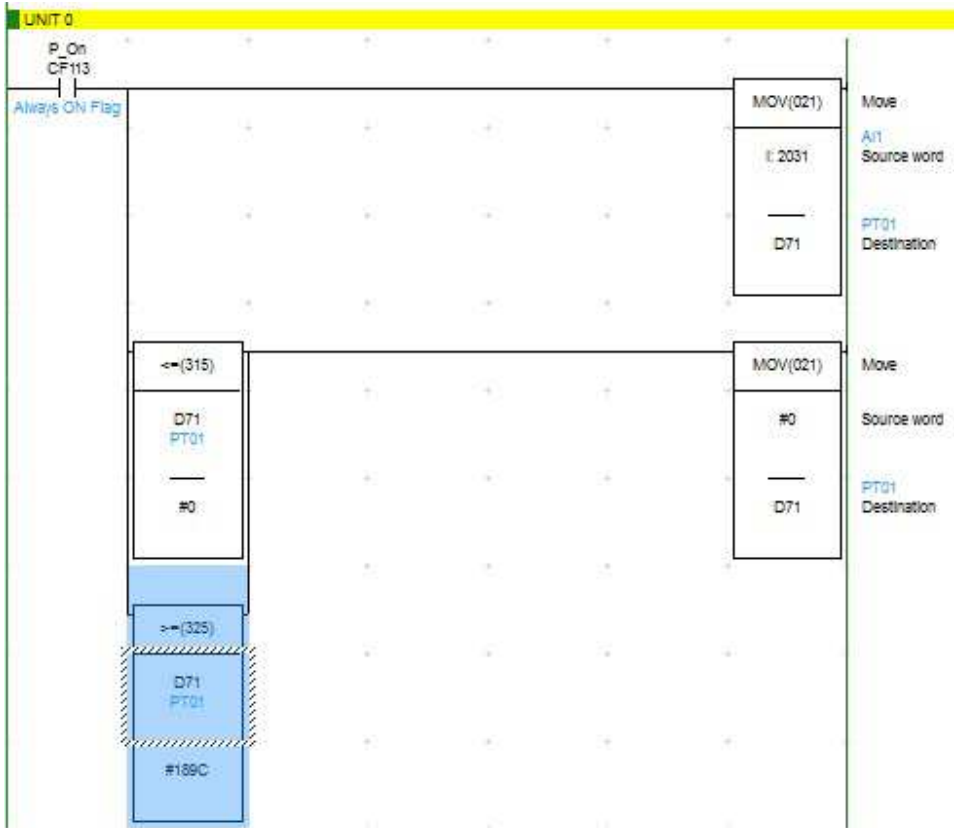 UNIT 0
P_On
CF113
Always ON Flag
MOV(021)
Move
I: 2031
AI1
Source word
D71
PT01
Destination
<=(315)
D71
PT01
#0
MOV(021)
Move
#0
Source word
D71
PT01
Destination
>=(325)
D71
PT01
#189C